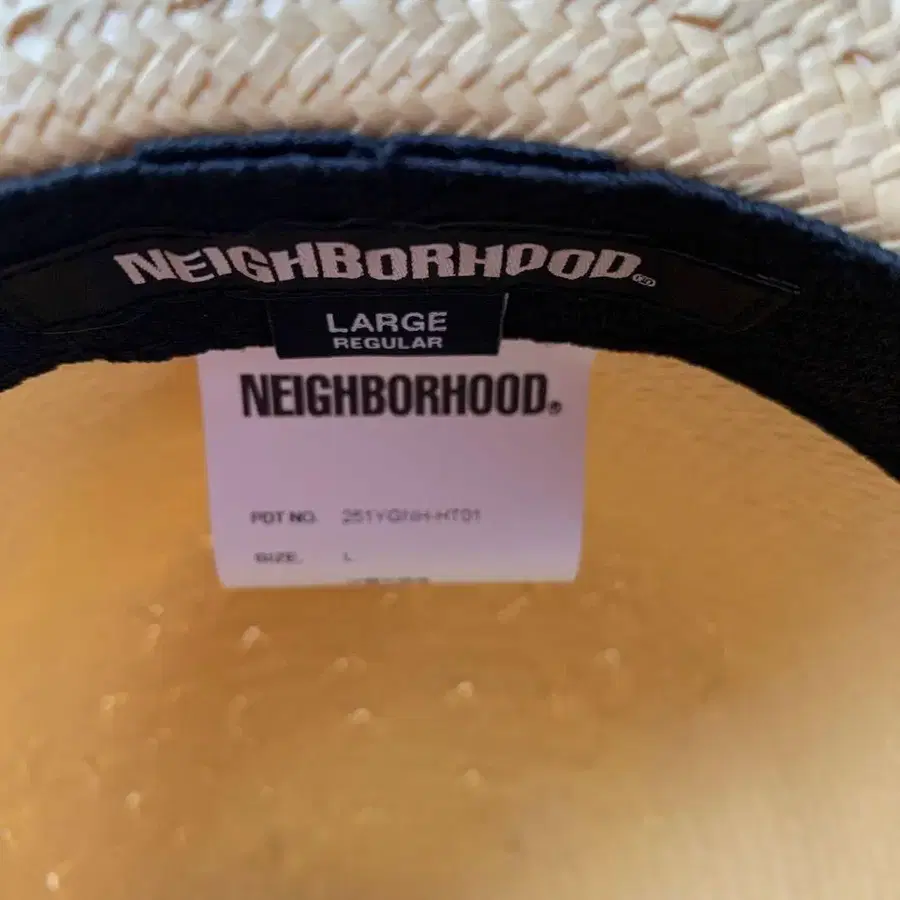 NEIGHBORHOOD®
LARGE
REGULAR
NEIGHBORHOOD®
PDT NO. 251YGNH-HT01
SIZE. L